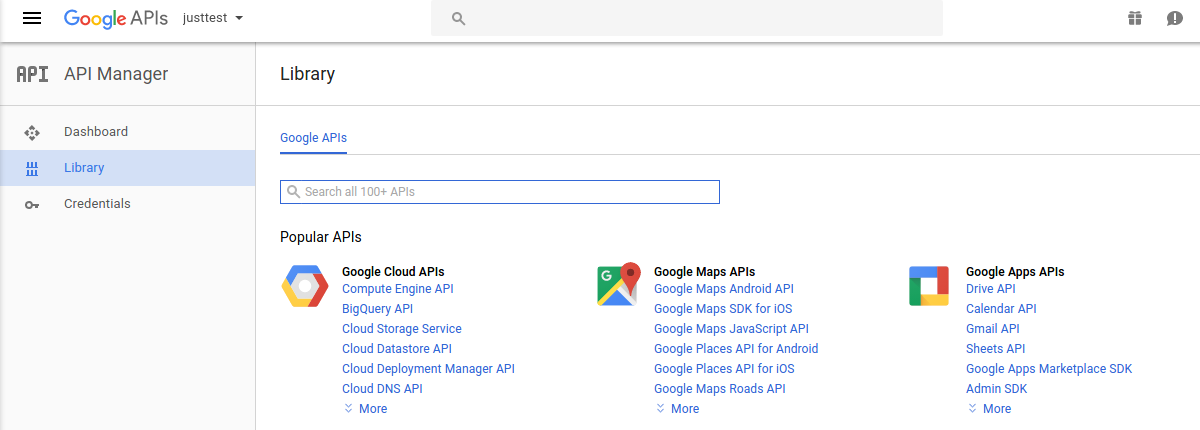 Google APIs justtest
API API Manager
Library
Dashboard
Library
Credentials
Google APIs
Search all 100+ APIs
Popular APIs
Google Cloud APIs
Compute Engine API
BigQuery API
Cloud Storage Service
Cloud Datastore API
Cloud Deployment Manager API
Cloud DNS API
More
G
Google Maps APIs
Google Maps Android API
Google Maps SDK for iOS
Google Maps JavaScript API
Google Places API for Android
Google Places API for iOS
Google Maps Roads API
More
Google Apps APIs
Drive API
Calendar API
Gmail API
Sheets API
Google Apps Marketplace SDK
Admin SDK
More